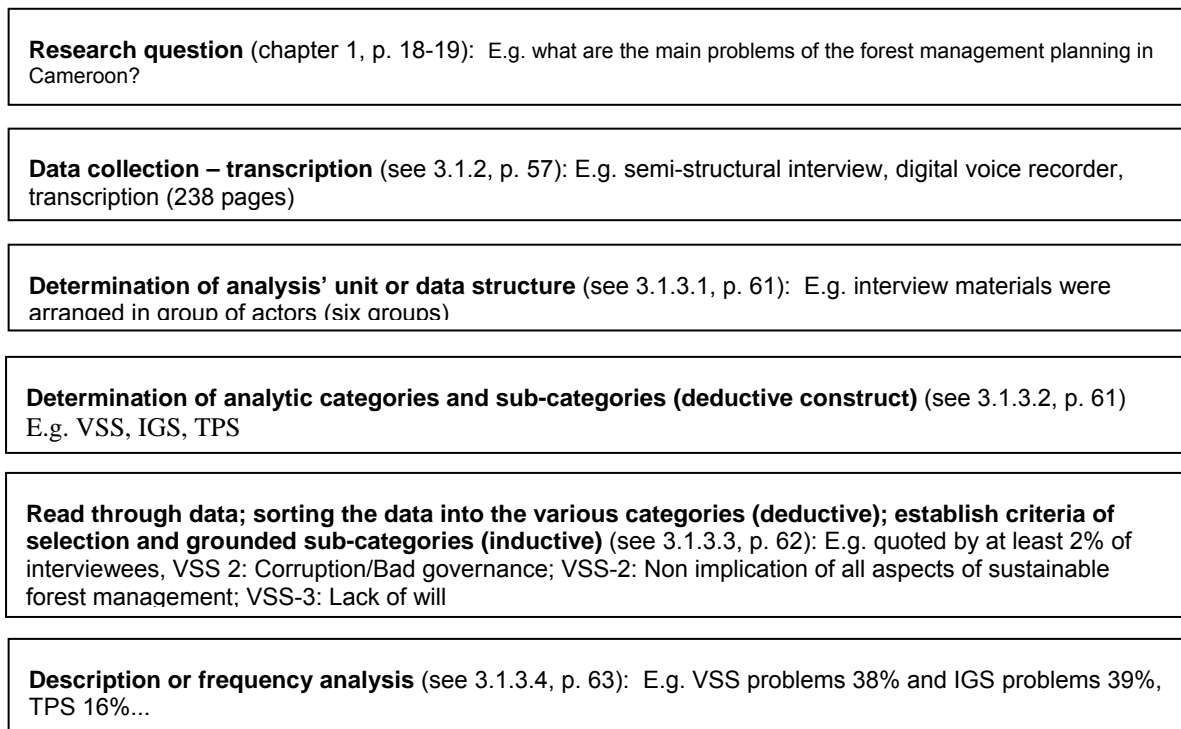 Research question (chapter 1, p. 18-19): E.g. what are the main problems of the forest management planning in
Cameroon?
Data collection – transcription (see 3.1.2, p. 57): E.g. semi-structural interview, digital voice recorder,
transcription (238 pages)
Determination of analysis’ unit or data structure (see 3.1.3.1, p. 61): E.g. interview materials were
arranged in group of actors (six groups)
Determination of analytic categories and sub-categories (deductive construct) (see 3.1.3.2, p. 61)
E.g. VSS, IGS, TPS
Read through data; sorting the data into the various categories (deductive); establish criteria of
selection and grounded sub-categories (inductive) (see 3.1.3.3, p. 62): E.g. quoted by at least 2% of
interviewees, VSS 2: Corruption/Bad governance; VSS-2: Non implication of all aspects of sustainable
forest management; VSS-3: Lack of will
Description or frequency analysis (see 3.1.3.4, p. 63): E.g. VSS problems 38% and IGS problems 39%,
TPS 16%...